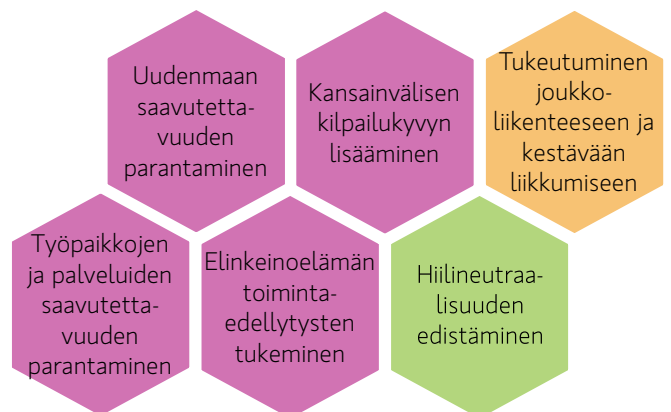 Uudenmaan
saavutetta-
vuuden
parantaminen
Kansainvälisen
kilpailukyvyn
lisääminen
Tukeutuminen
joukko-
liikenteeseen ja
kestävään
liikkumiseen
Työpaikkojen
ja palveluiden
saavutetta-
vuuden
parantaminen
Elinkeinoelämän
toiminta-
edellytysten
tukeminen
Hiilineutraa-
lisuuden
edistäminen